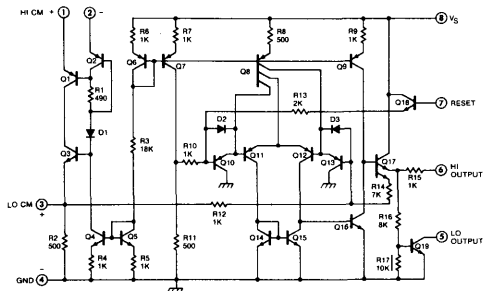 HI CM + 1 2 -
8 VS
R6 1K
R7 1K
R8 500
R9 1K
Q1
Q2
Q6
Q7
Q8
Q9
R1 490
R13 2K
Q18
7 RESET
D1
D2
D3
Q3
R3 18K
R10 1K
Q10
Q11
Q12
Q13
Q17
6 HI OUTPUT
R14 7K
R15 1K
LO CM 3 +
R12 1K
R16 8K
R2 500
Q4
Q5
R11 500
Q14
Q15
Q16
5 LO OUTPUT
Q19
R4 1K
R5 1K
R17 10K
GND - 4